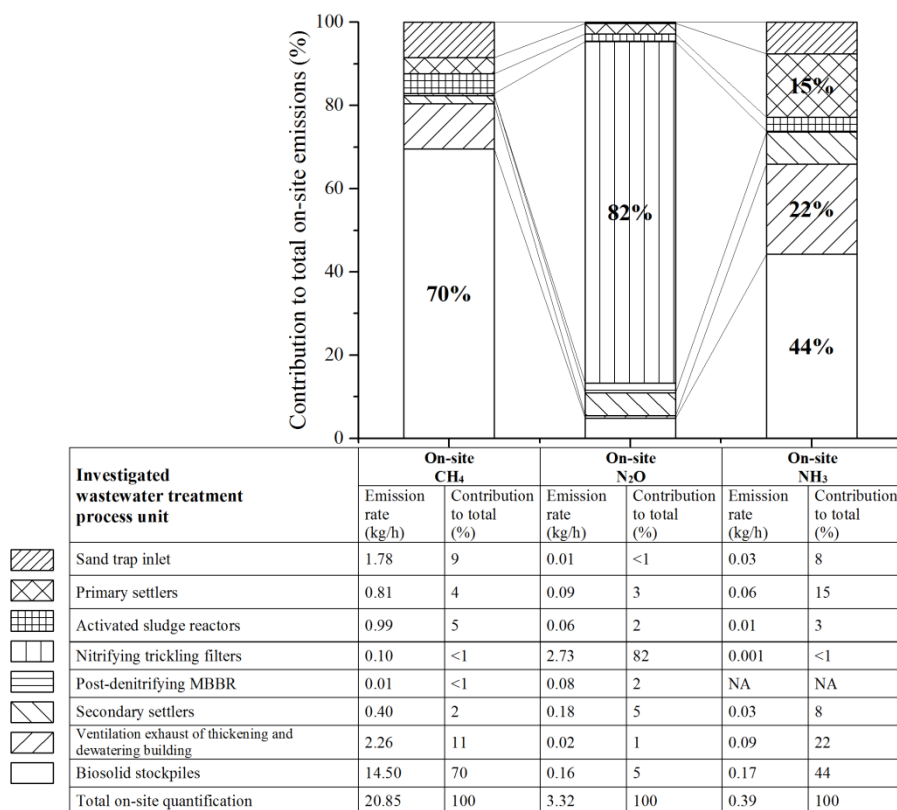 Contribution to total on-site emissions (%)
100
80
60
40
20
0
70%
82%
15%
22%
44%
Investigated wastewater treatment process unit
On-site CH₄
On-site N₂O
On-site NH₃
Emission rate (kg/h)
Contribution to total (%)
Emission rate (kg/h)
Contribution to total (%)
Emission rate (kg/h)
Contribution to total (%)
Sand trap inlet 1.78 9 0.01 <1 0.03 8
Primary settlers 0.81 4 0.09 3 0.06 15
Activated sludge reactors 0.99 5 0.06 2 0.01 3
Nitrifying trickling filters 0.10 <1 2.73 82 0.001 <1
Post-denitrifying MBBR 0.01 <1 0.08 2 NA NA
Secondary settlers 0.40 2 0.18 5 0.03 8
Ventilation exhaust of thickening and dewatering building 2.26 11 0.02 1 0.09 22
Biosolid stockpiles 14.50 70 0.16 5 0.17 44
Total on-site quantification 20.85 100 3.32 100 0.39 100